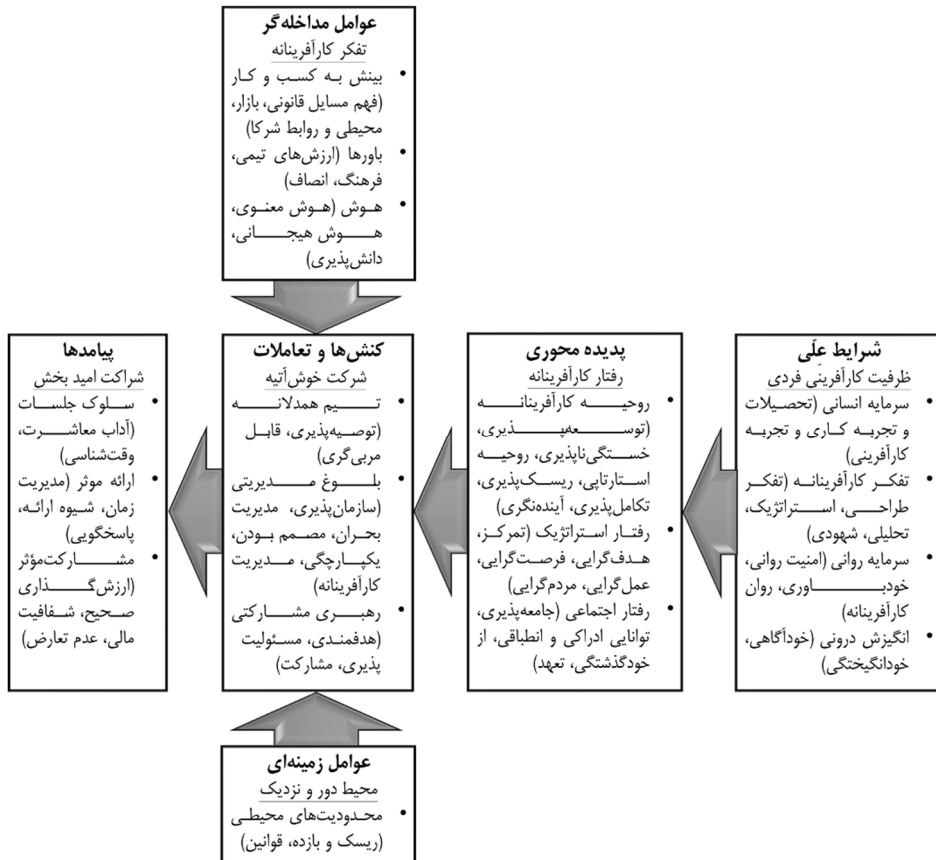 عوامل مداخله‌گر
تفکر کارآفرینانه
• بینش به کسب و کار
(فهم مسایل قانونی، بازار،
محیطی و روابط شرکا)
• باورها (ارزش‌های تیمی،
فرهنگ، انصاف)
• هوش (هوش معنوی،
هوش هیجانی،
دانش‌پذیری)
شرایط علّی
ظرفیت کارآفرینی فردی
• سرمایه انسانی (تحصیلات
و تجربه کاری و تجربه
کارآفرینی)
• تفکر کارآفرینانه (تفکر
طراحی، استراتژیک،
تحلیلی، شهودی)
• سرمایه روانی (امنیت روانی،
خودباوری، روان
کارآفرینانه)
• انگیزش درونی (خودآگاهی،
خودانگیختگی)
پدیده محوری
رفتار کارآفرینانه
• روحیه کارآفرینانه
(توسعه‌پذیری،
خستگی‌ناپذیری، روحیه
استارتاپی، ریسک‌پذیری،
تکامل‌پذیری، آینده‌نگری)
• رفتار استراتژیک (تمرکز،
هدف‌گرایی، فرصت‌گرایی،
عمل‌گرایی، مردم‌گرایی)
• رفتار اجتماعی (جامعه‌پذیری،
توانایی ادراکی و انطباقی، از
خودگذشتگی، تعهد)
کنش‌ها و تعاملات
شرکت خوش‌آتیه
• تیم همدلانه
(توصیه‌پذیری، قابل
مربی‌گری)
• بلوغ مدیریتی
(سازمان‌پذیری، مدیریت
بحران، مصمم بودن،
یکپارچگی، مدیریت
کارآفرینانه)
• رهبری مشارکتی
(هدفمندی، مسئولیت
پذیری، مشارکت)
پیامدها
شراکت امید بخش
• سلوک جلسات
(آداب معاشرت،
وقت‌شناسی)
• ارائه موثر (مدیریت
زمان، شیوه ارائه،
پاسخگویی)
• مشارکت‌مؤثر
(ارزش‌گذاری
صحیح، شفافیت
مالی، عدم تعارض)
عوامل زمینه‌ای
محیط دور و نزدیک
• محدودیت‌های محیطی
(ریسک و بازده، قوانین)